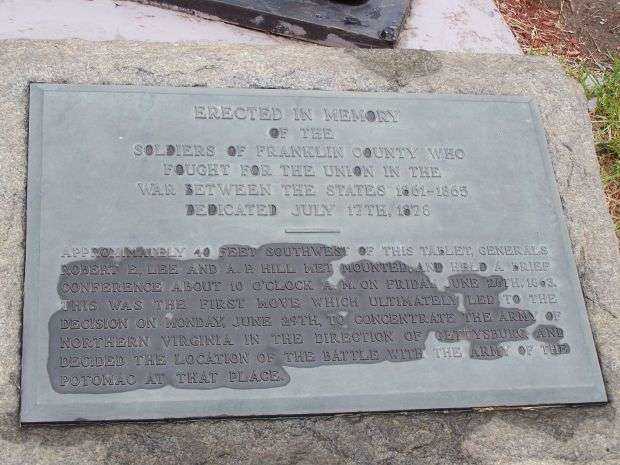 ERECTED IN MEMORY
OF THE
SOLDIERS OF FRANKLIN COUNTY WHO
FOUGHT FOR THE UNION IN THE
WAR BETWEEN THE STATES 1861-1865
DEDICATED JULY 17TH, 1878
APPROXIMATELY 40 FEET SOUTHWEST OF THIS TABLET, GENERALS
ROBERT E. LEE AND A. P. HILL MET, MOUNTED, AND HELD A BRIEF
CONFERENCE ABOUT 10 O'CLOCK A. M. ON FRIDAY, JUNE 26TH, 1863.
THIS WAS THE FIRST MOVE WHICH ULTIMATELY LED TO THE
DECISION ON MONDAY, JUNE 29TH, TO CONCENTRATE THE ARMY OF
NORTHERN VIRGINIA IN THE DIRECTION OF GETTYSBURG AND
DECIDED THE LOCATION OF THE BATTLE WITH THE ARMY OF THE
POTOMAC AT THAT PLACE.